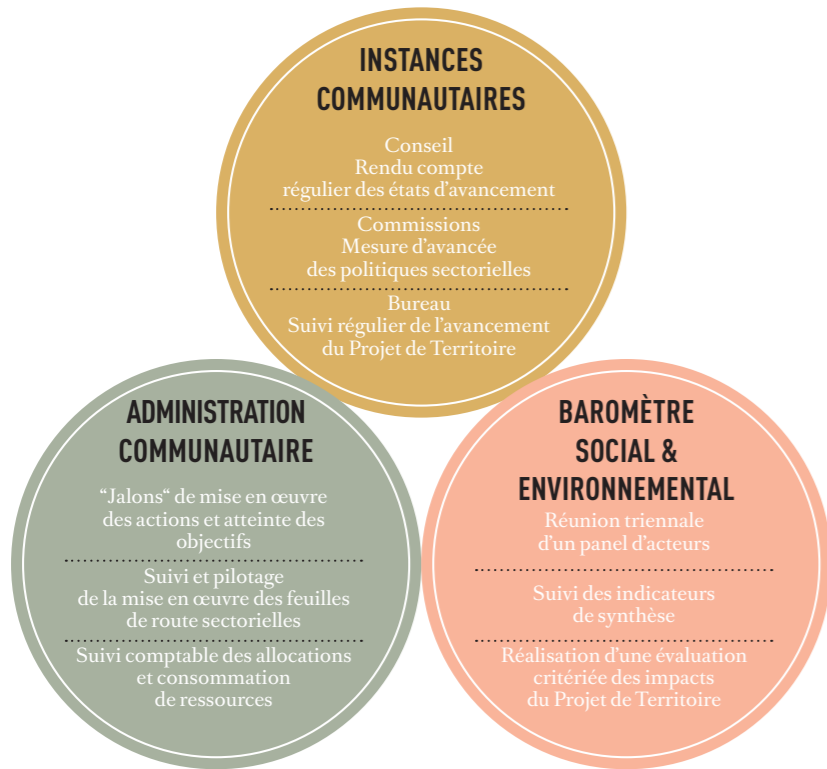 INSTANCES
COMMUNAUTAIRES
Conseil
Rendu compte
régulier des états d’avancement
Commissions
Mesure d’avancée
des politiques sectorielles
Bureau
Suivi régulier de l’avancement
du Projet de Territoire
ADMINISTRATION
COMMUNAUTAIRE
“Jalons“ de mise en œuvre
des actions et atteinte des
objectifs
Suivi et pilotage
de la mise en œuvre des feuilles
de route sectorielles
Suivi comptable des allocations
et consommation
de ressources
BAROMÈTRE
SOCIAL &
ENVIRONNEMENTAL
Réunion triennale
d’un panel d’acteurs
Suivi des indicateurs
de synthèse
Réalisation d’une évaluation
critériée des impacts
du Projet de Territoire